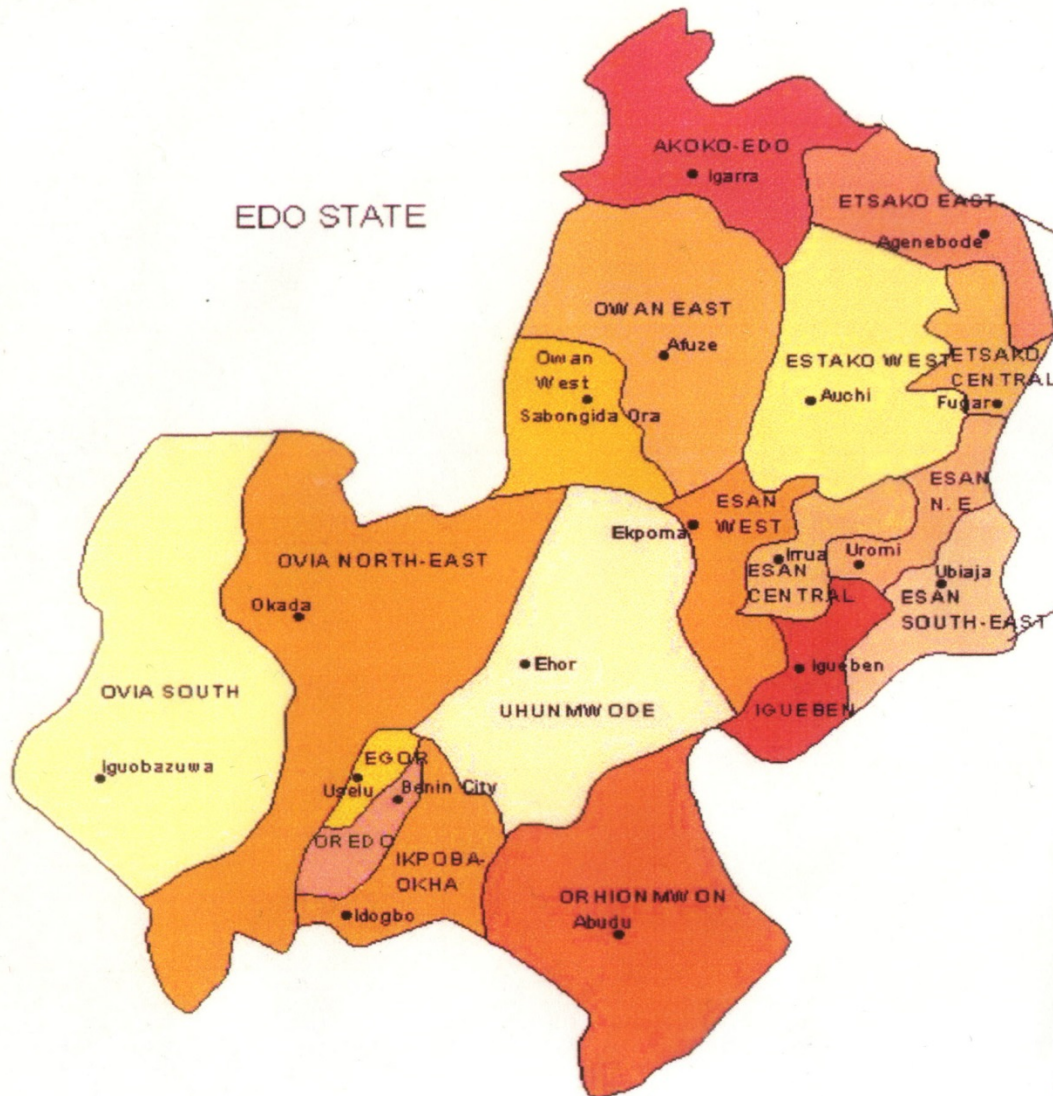 AKOKO-EDO
Igarra
EDO STATE
ETSAKO EAST
Agenebode
OWAN EAST
Afuze
Owan
West
Sabongida Ora
ESTAKO WEST
Auchi
ETSAKO
CENTRAL
Fugar
ESAN
N.E
ESAN
WEST
Ekpoma
Irrua
ESAN
CENTRAL
Uromi
Ubiaja
ESAN
SOUTH-EAST
OVIA NORTH-EAST
Okada
Ehor
UHUNMWODE
Igueben
IGUEBEN
OVIA SOUTH
Iguobazuwa
EGOR
Uselu
Benin City
OREDO
IKPOBA-
OKHA
Idogbo
ORHIONMWON
Abudu